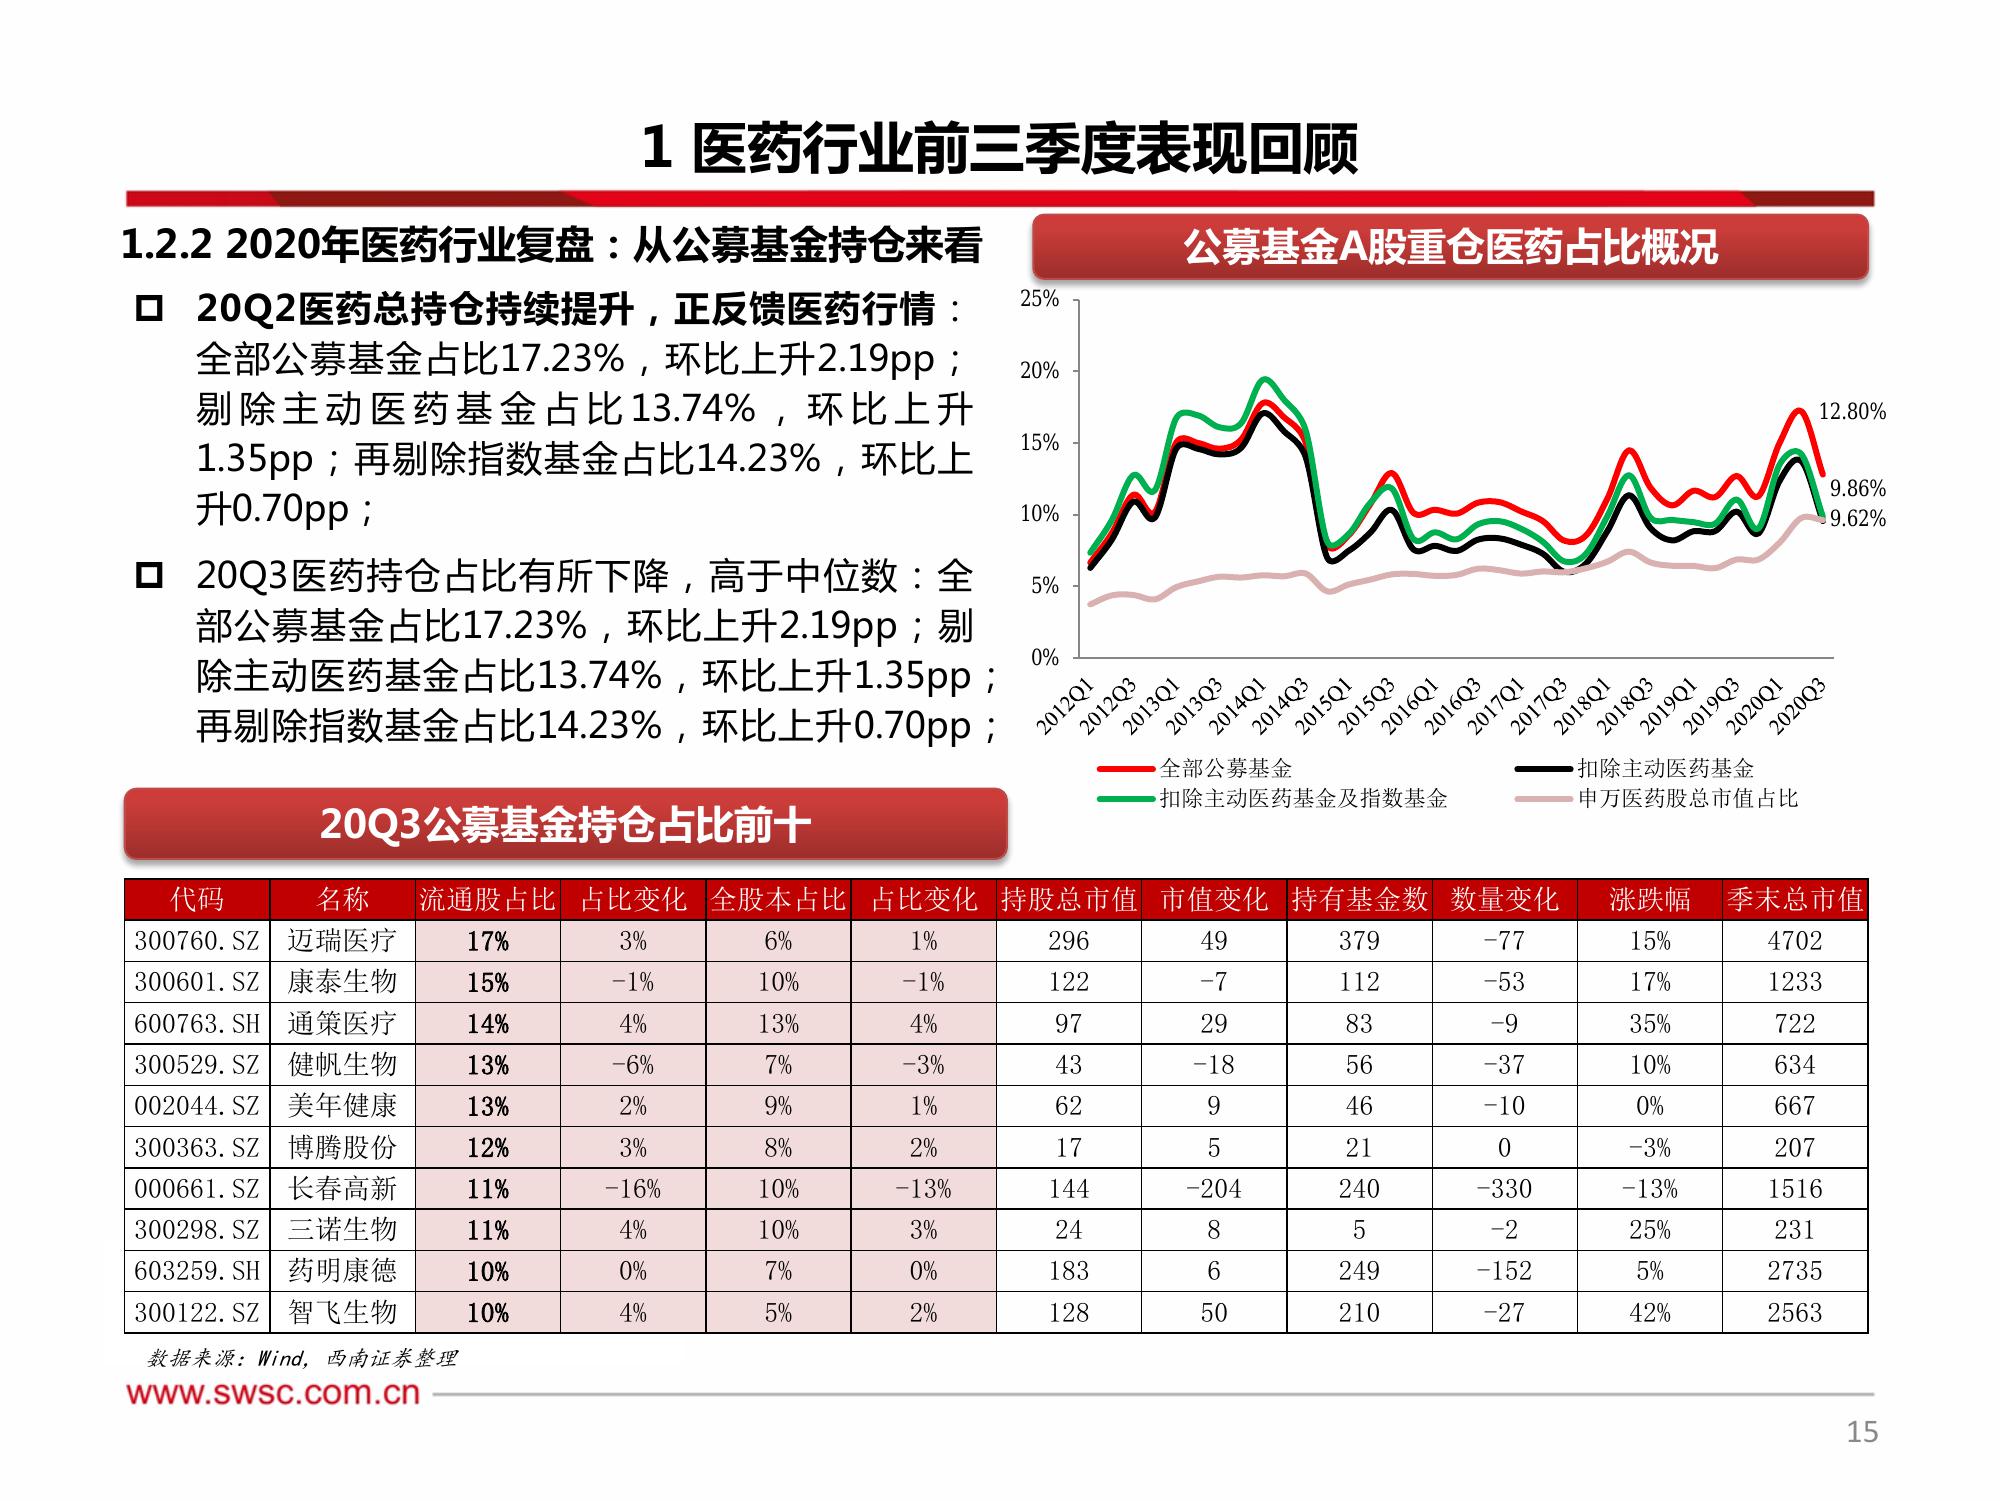 1 医药行业前三季度表现回顾
1.2.2 2020年医药行业复盘：从公募基金持仓来看
20Q2医药总持仓持续提升，正反馈医药行情：
全部公募基金占比17.23%，环比上升2.19pp；
剔除主动医药基金占比13.74%，环比上升
1.35pp；再剔除指数基金占比14.23%，环比上
升0.70pp；
20Q3医药持仓占比有所下降，高于中位数：全
部公募基金占比17.23%，环比上升2.19pp；剔
除主动医药基金占比13.74%，环比上升1.35pp；
再剔除指数基金占比14.23%，环比上升0.70pp；
公募基金A股重仓医药占比概况
25%
20%
15%
10%
5%
0%
12.80%
9.86%
9.62%
2012Q1 2012Q3 2013Q1 2013Q3 2014Q1 2014Q3 2015Q1 2015Q3 2016Q1 2016Q3 2017Q1 2017Q3 2018Q1 2018Q3 2019Q1 2019Q3 2020Q1 2020Q3
全部公募基金 扣除主动医药基金
扣除主动医药基金及指数基金 申万医药股总市值占比
20Q3公募基金持仓占比前十
代码 名称 流通股占比 占比变化 全股本占比 占比变化 持股总市值 市值变化 持有基金数 数量变化 涨跌幅 季末总市值
300760.SZ 迈瑞医疗 17% 3% 6% 1% 296 49 379 -77 15% 4702
300601.SZ 康泰生物 15% -1% 10% -1% 122 -7 112 -53 17% 1233
600763.SH 通策医疗 14% 4% 13% 4% 97 29 83 -9 35% 722
300529.SZ 健帆生物 13% -6% 7% -3% 43 -18 56 -37 10% 634
002044.SZ 美年健康 13% 2% 9% 1% 62 9 46 -10 0% 667
300363.SZ 博腾股份 12% 3% 8% 2% 17 5 21 0 -3% 207
000661.SZ 长春高新 11% -16% 10% -13% 144 -204 240 -330 -13% 1516
300298.SZ 三诺生物 11% 4% 10% 3% 24 8 5 -2 25% 231
603259.SH 药明康德 10% 0% 7% 0% 183 6 249 -152 5% 2735
300122.SZ 智飞生物 10% 4% 5% 2% 128 50 210 -27 42% 2563
数据来源：Wind，西南证券整理
www.swsc.com.cn
15